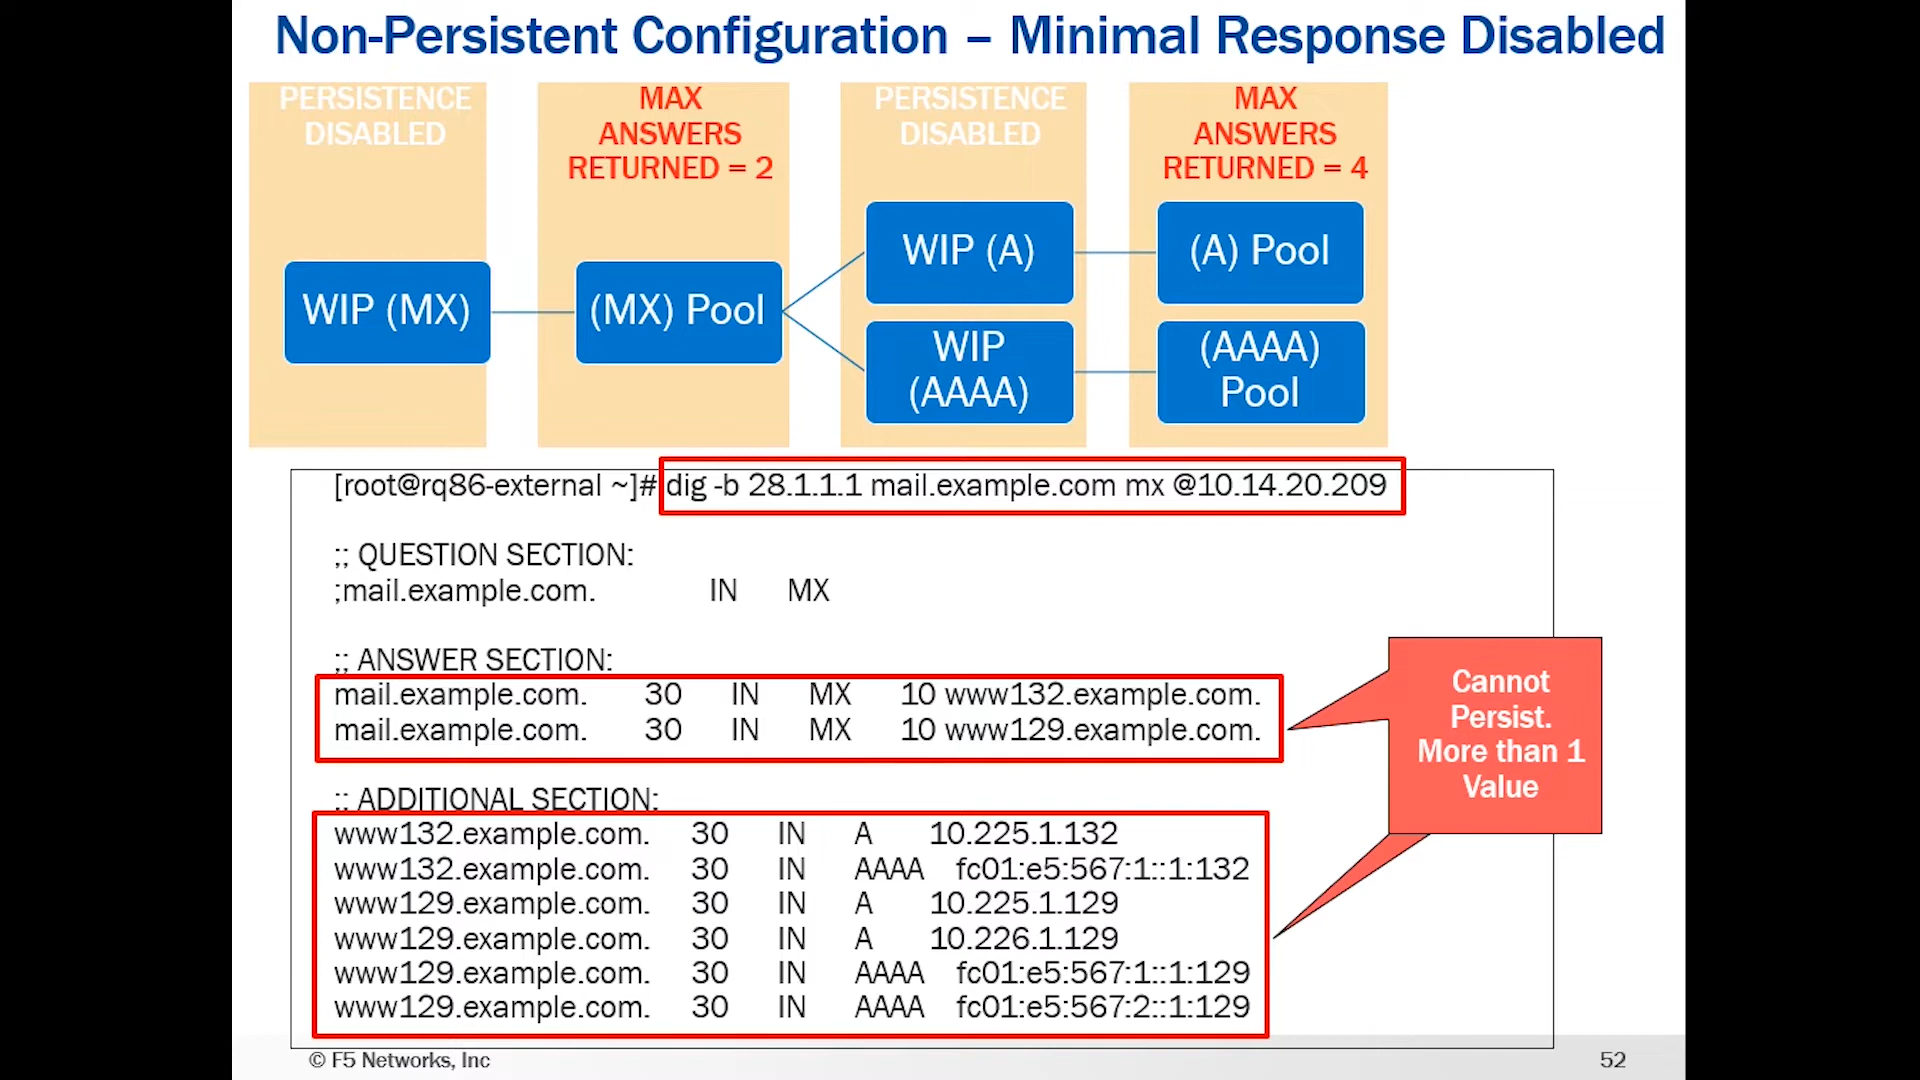 Non-Persistent Configuration – Minimal Response Disabled
PERSISTENCE
DISABLED
MAX
ANSWERS
RETURNED = 2
PERSISTENCE
DISABLED
MAX
ANSWERS
RETURNED = 4
WIP (MX)
(MX) Pool
WIP (A)
(A) Pool
WIP
(AAAA)
(AAAA)
Pool
[root@rq86-external ~]# dig -b 28.1.1.1 mail.example.com mx @10.14.20.209
;; QUESTION SECTION:
;mail.example.com. IN MX
;; ANSWER SECTION:
mail.example.com. 30 IN MX 10 www132.example.com.
mail.example.com. 30 IN MX 10 www129.example.com.
Cannot
Persist.
More than 1
Value
;; ADDITIONAL SECTION:
www132.example.com. 30 IN A 10.225.1.132
www132.example.com. 30 IN AAAA fc01:e5:567:1::1:132
www129.example.com. 30 IN A 10.225.1.129
www129.example.com. 30 IN A 10.226.1.129
www129.example.com. 30 IN AAAA fc01:e5:567:1::1:129
www129.example.com. 30 IN AAAA fc01:e5:567:2::1:129
© F5 Networks, Inc
52